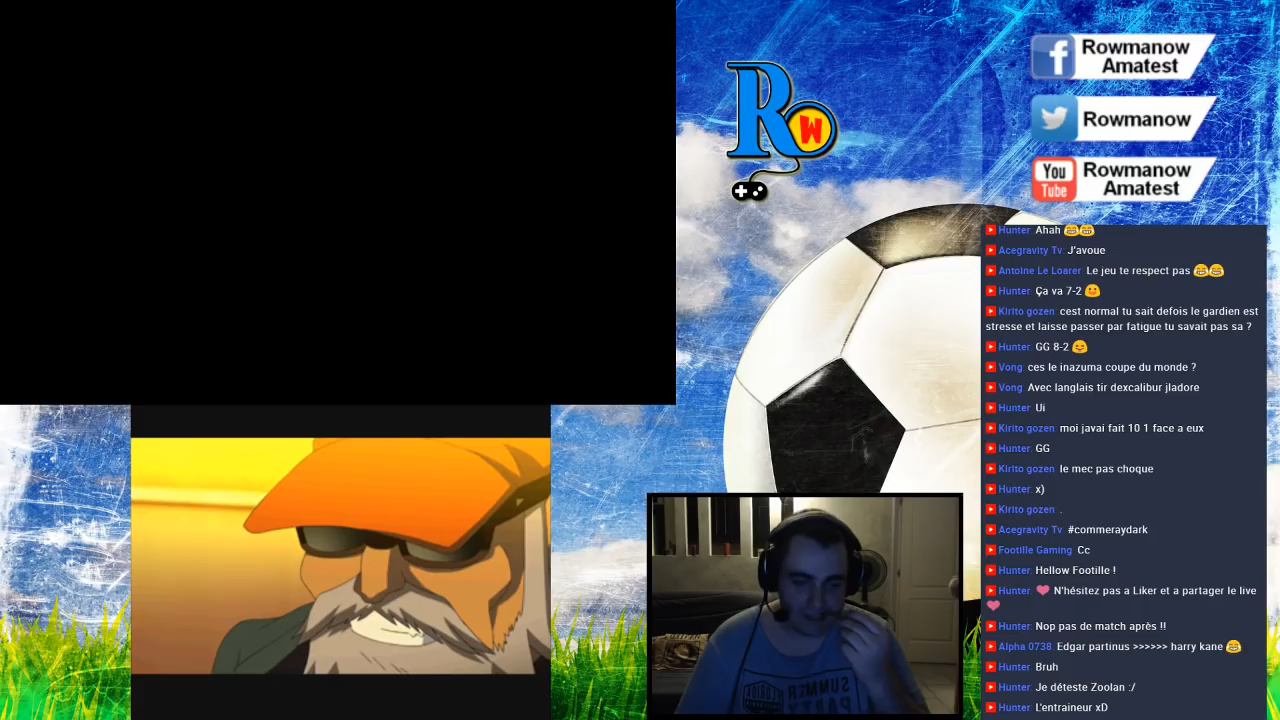 Rowmanow
Amatest
Rowmanow
You
Tube
Rowmanow
Amatest
R
W
Hunter Ahah 😂😂
Acegravity Tv J'avoue
Antoine Le Loarer Le jeu te respect pas 😂😂
Hunter Ça va 7-2 😛
Kirito gozen cest normal tu sait defois le gardien est
stresse et laisse passer par fatigue tu savait pas sa ?
Hunter GG 8-2 😊
Vong ces le inazuma coupe du monde ?
Vong Avec langlais tir dexcalibur jladore
Hunter Ui
Kirito gozen moi javai fait 10 1 face a eux
Hunter GG
Kirito gozen le mec pas choque
Hunter x)
Kirito gozen .
Acegravity Tv #commeraydark
Footille Gaming Cc
Hunter Hellow Footille !
Hunter ❤ N'hésitez pas a Liker et a partager le live
❤
Hunter Nop pas de match après !!
Alpha 0738 Edgar partinus >>>>>> harry kane 😂
Hunter Bruh
Hunter Je déteste Zoolan :/
Hunter L'entraineur xD
SUMMER
PARTY